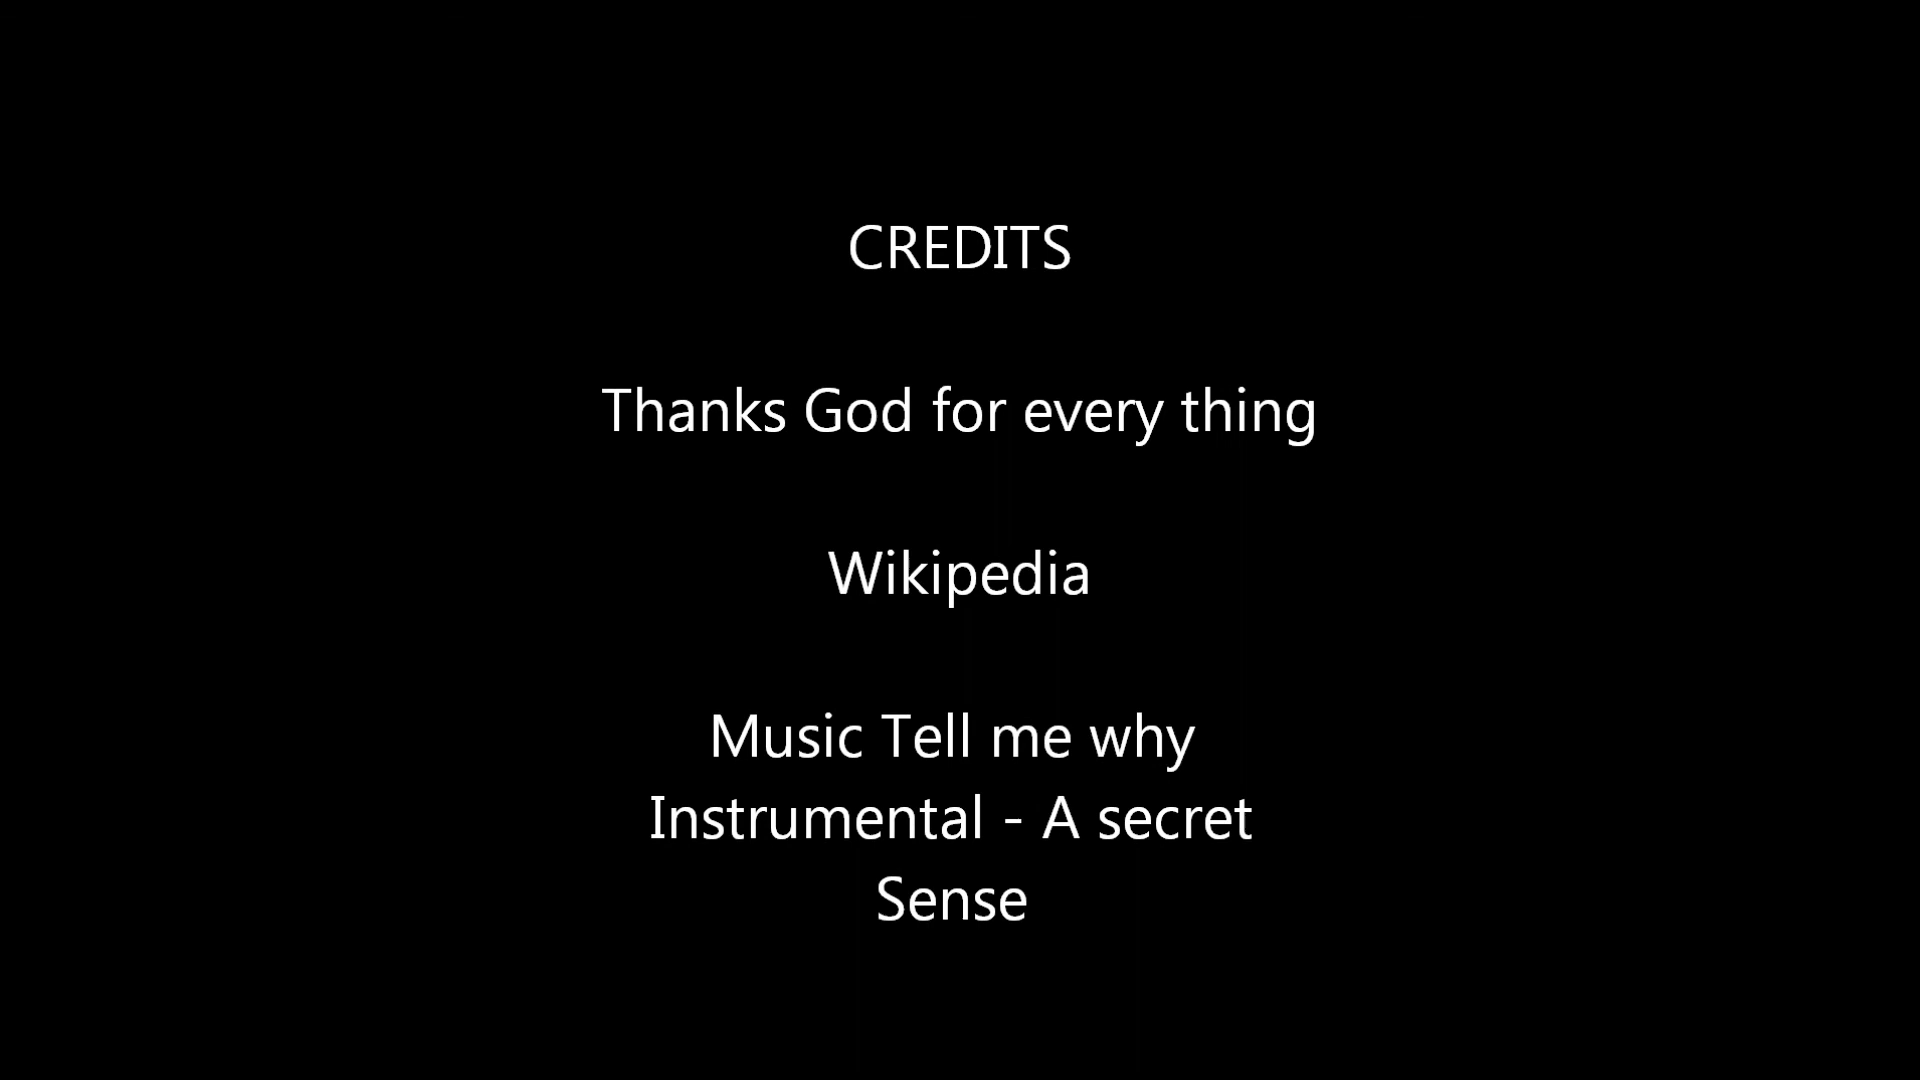 CREDITS
Thanks God for every thing
Wikipedia
Music Tell me why
Instrumental - A secret
Sense